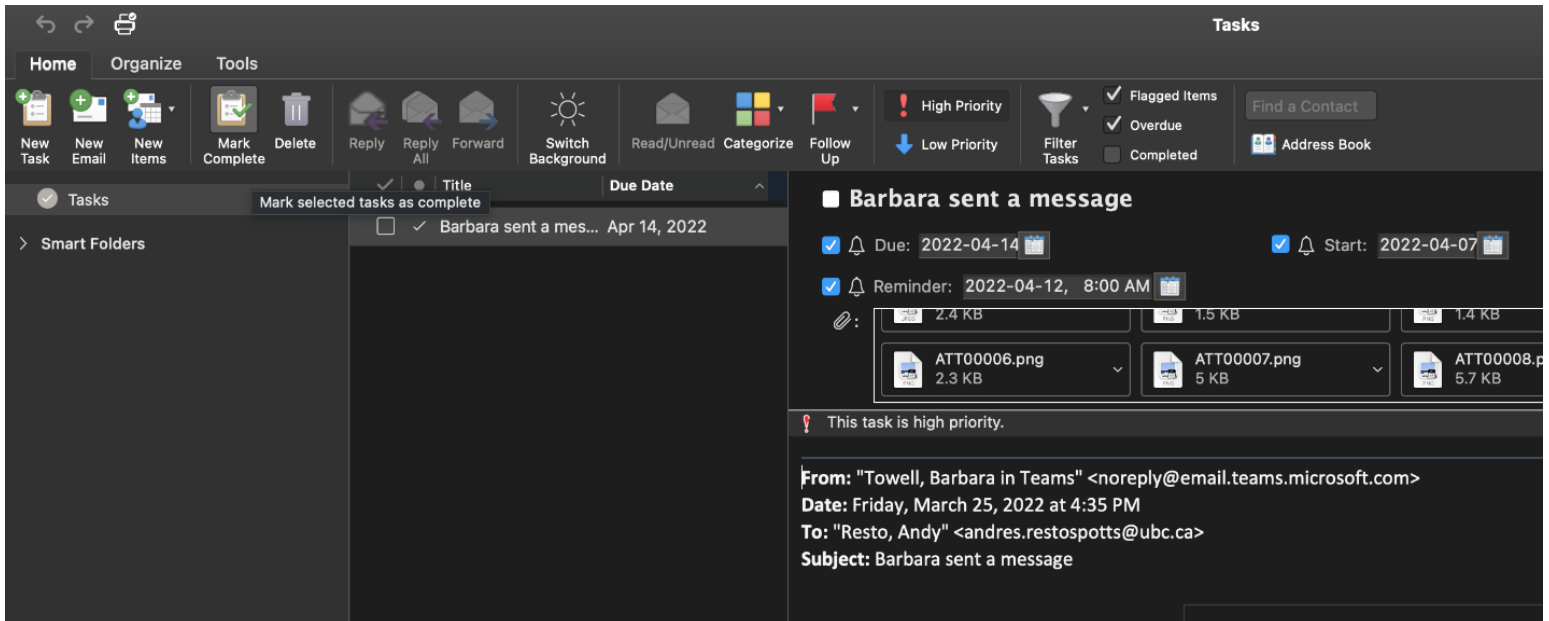 Tasks
Home Organize Tools
New Task
New Email
New Items
Mark Complete
Delete
Reply
Reply All
Forward
Switch Background
Read/Unread
Categorize
Follow Up
High Priority
Low Priority
Filter Tasks
Flagged Items
Overdue
Completed
Find a Contact
Address Book
Tasks
Smart Folders
Mark selected tasks as complete
Title Due Date
Barbara sent a mes... Apr 14, 2022
Barbara sent a message
Due: 2022-04-14 Start: 2022-04-07
Reminder: 2022-04-12, 8:00 AM
:
JPEG 2.4 KB PNG 1.5 KB PNG 1.4 KB
ATT00006.png ATT00007.png ATT00008.p
PNG 2.3 KB PNG 5 KB PNG 5.7 KB
This task is high priority.
From: "Towell, Barbara in Teams" <noreply@email.teams.microsoft.com>
Date: Friday, March 25, 2022 at 4:35 PM
To: "Resto, Andy" <andres.restospotts@ubc.ca>
Subject: Barbara sent a message